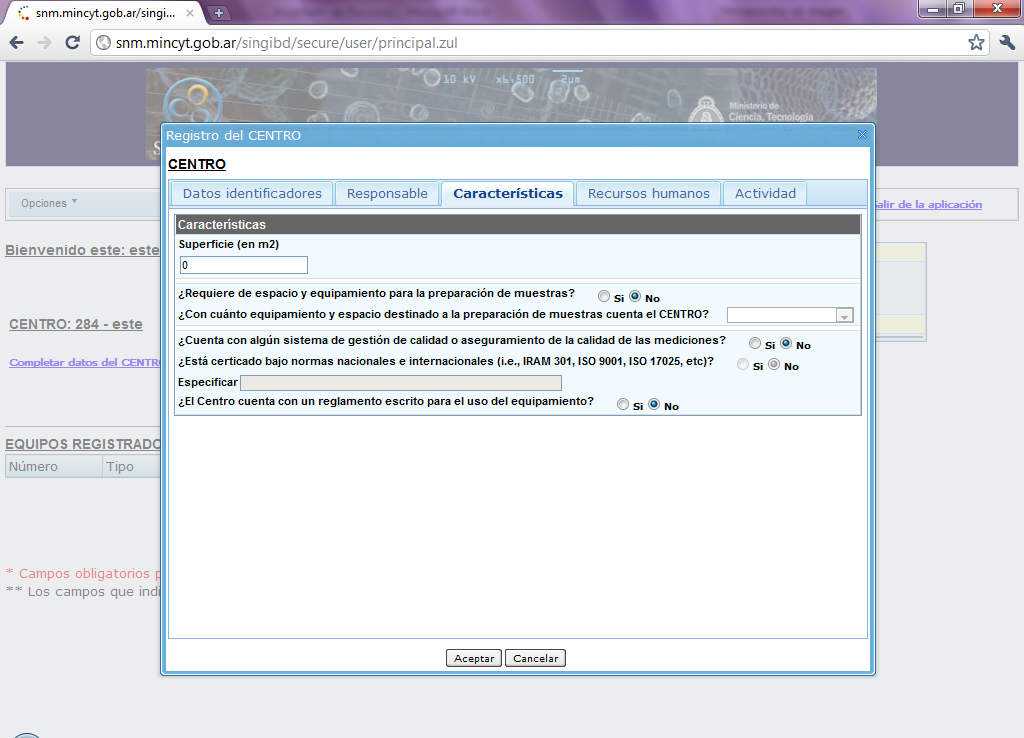 snm.mincyt.gob.ar/singi...
snm.mincyt.gob.ar/singibd/secure/user/principal.zul
10 kV x6,500 2µm
Ministerio de
Ciencia, Tecnología
Registro del CENTRO
CENTRO
Datos identificadores Responsable Características Recursos humanos Actividad
Opciones
salir de la aplicación
Características
Superficie (en m2)
Bienvenido este: este
0
¿Requiere de espacio y equipamiento para la preparación de muestras? Si No
¿Con cuánto equipamiento y espacio destinado a la preparación de muestras cuenta el CENTRO?
CENTRO: 284 - este
¿Cuenta con algún sistema de gestión de calidad o aseguramiento de la calidad de las mediciones? Si No
Completar datos del CENTRO
¿Está certicado bajo normas nacionales e internacionales (i.e., IRAM 301, ISO 9001, ISO 17025, etc)? Si No
Especificar
¿El Centro cuenta con un reglamento escrito para el uso del equipamiento? Si No
EQUIPOS REGISTRADO
Número Tipo
* Campos obligatorios p
** Los campos que indi
Aceptar Cancelar